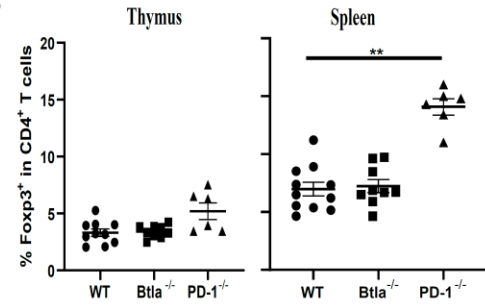 Thymus
Spleen
% Foxp3⁺ in CD4⁺ T cells
20
15
10
5
0
**
WT
Btla⁻/⁻
PD-1⁻/⁻
WT
Btla⁻/⁻
PD-1⁻/⁻